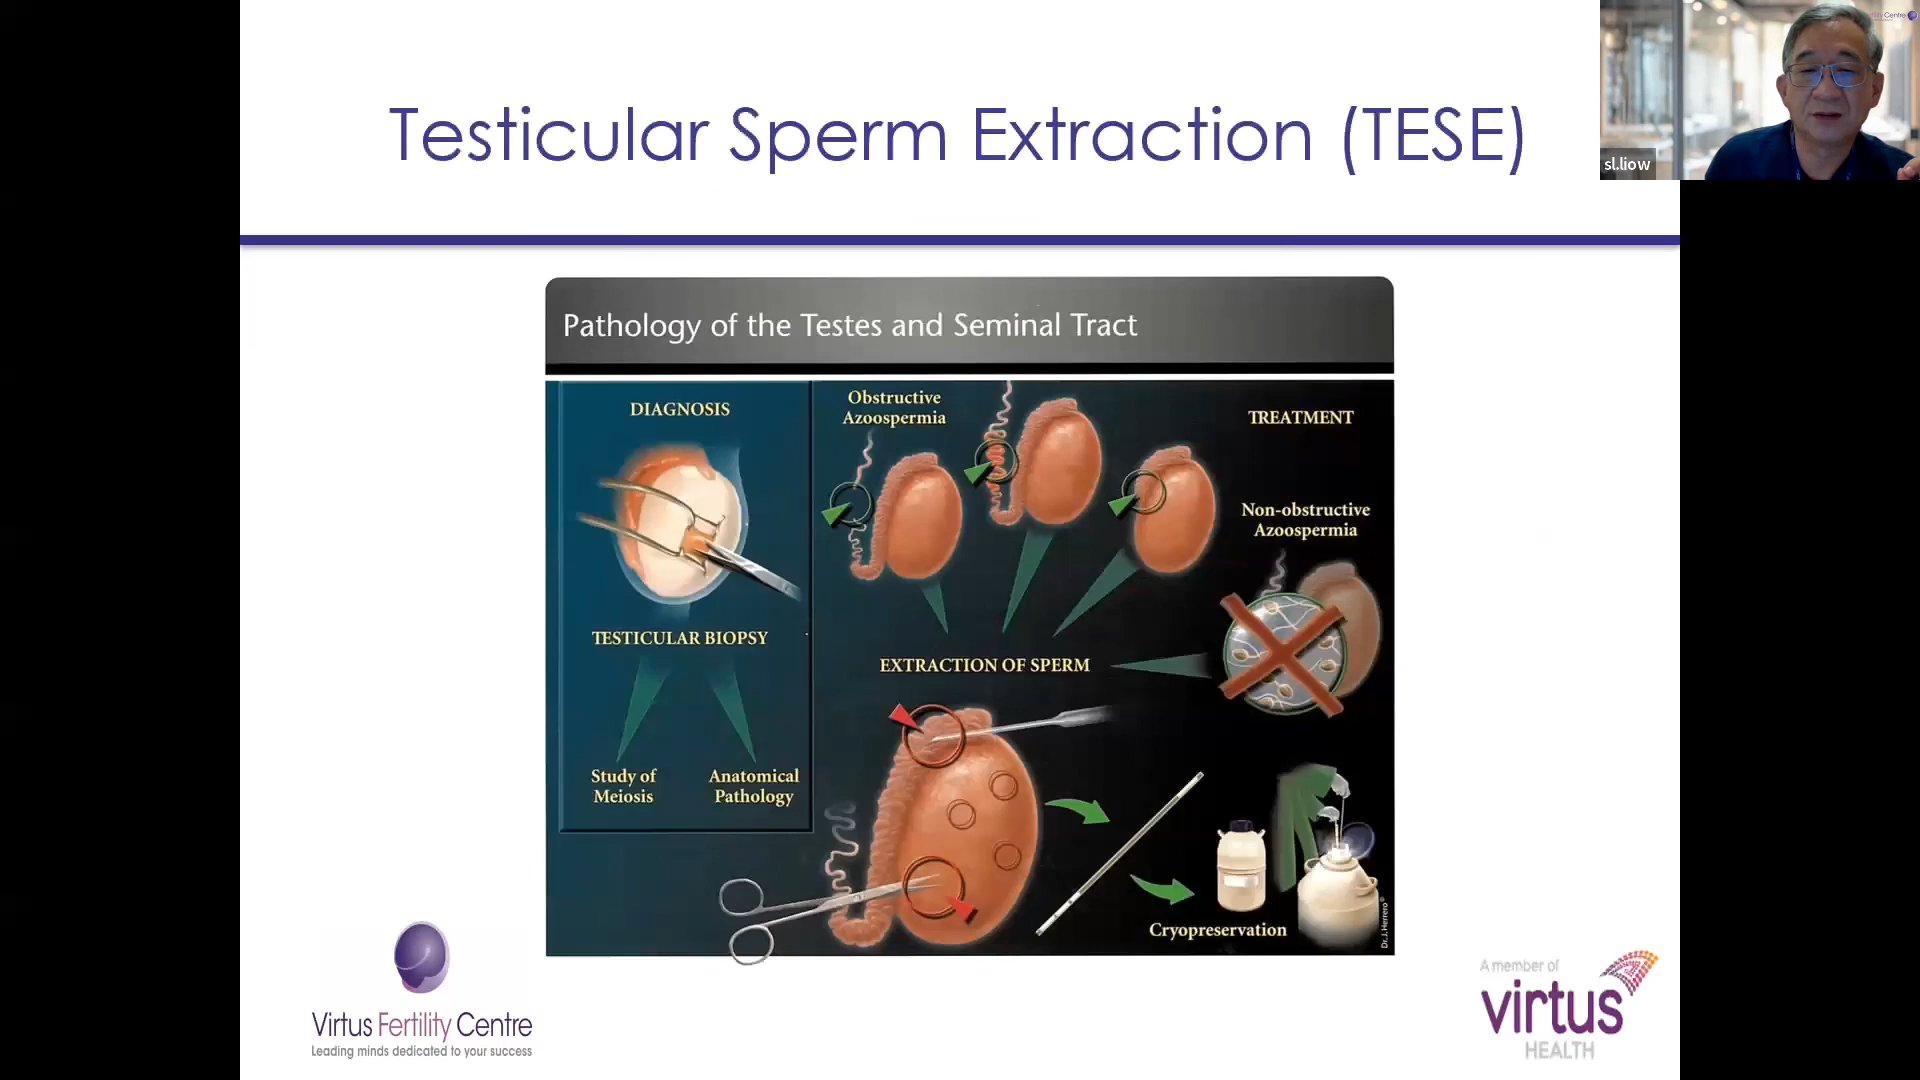 Testicular Sperm Extraction (TESE)
sl.liow
Pathology of the Testes and Seminal Tract
DIAGNOSIS
TESTICULAR BIOPSY
Study of
Meiosis
Anatomical
Pathology
Obstructive
Azoospermia
TREATMENT
Non-obstructive
Azoospermia
EXTRACTION OF SPERM
Cryopreservation
Dr. J. Herrero®
Virtus Fertility Centre
Leading minds dedicated to your success
A member of
virtus
HEALTH